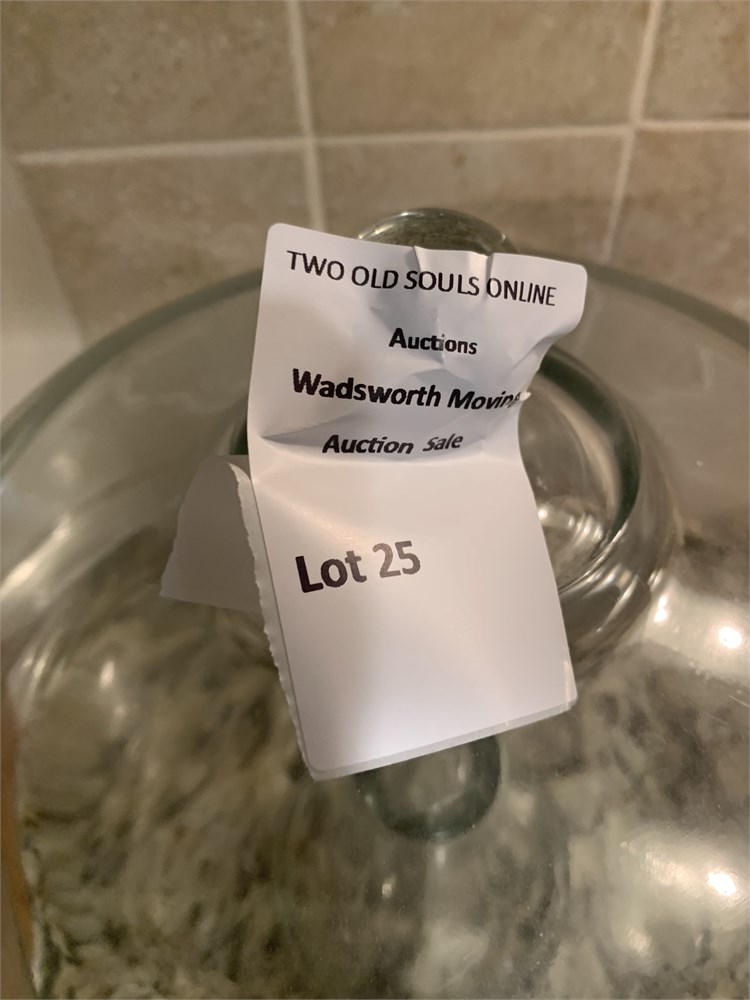 TWO OLD SOULS ONLINE
Auctions
Wadsworth Moving
Auction Sale
Lot 25